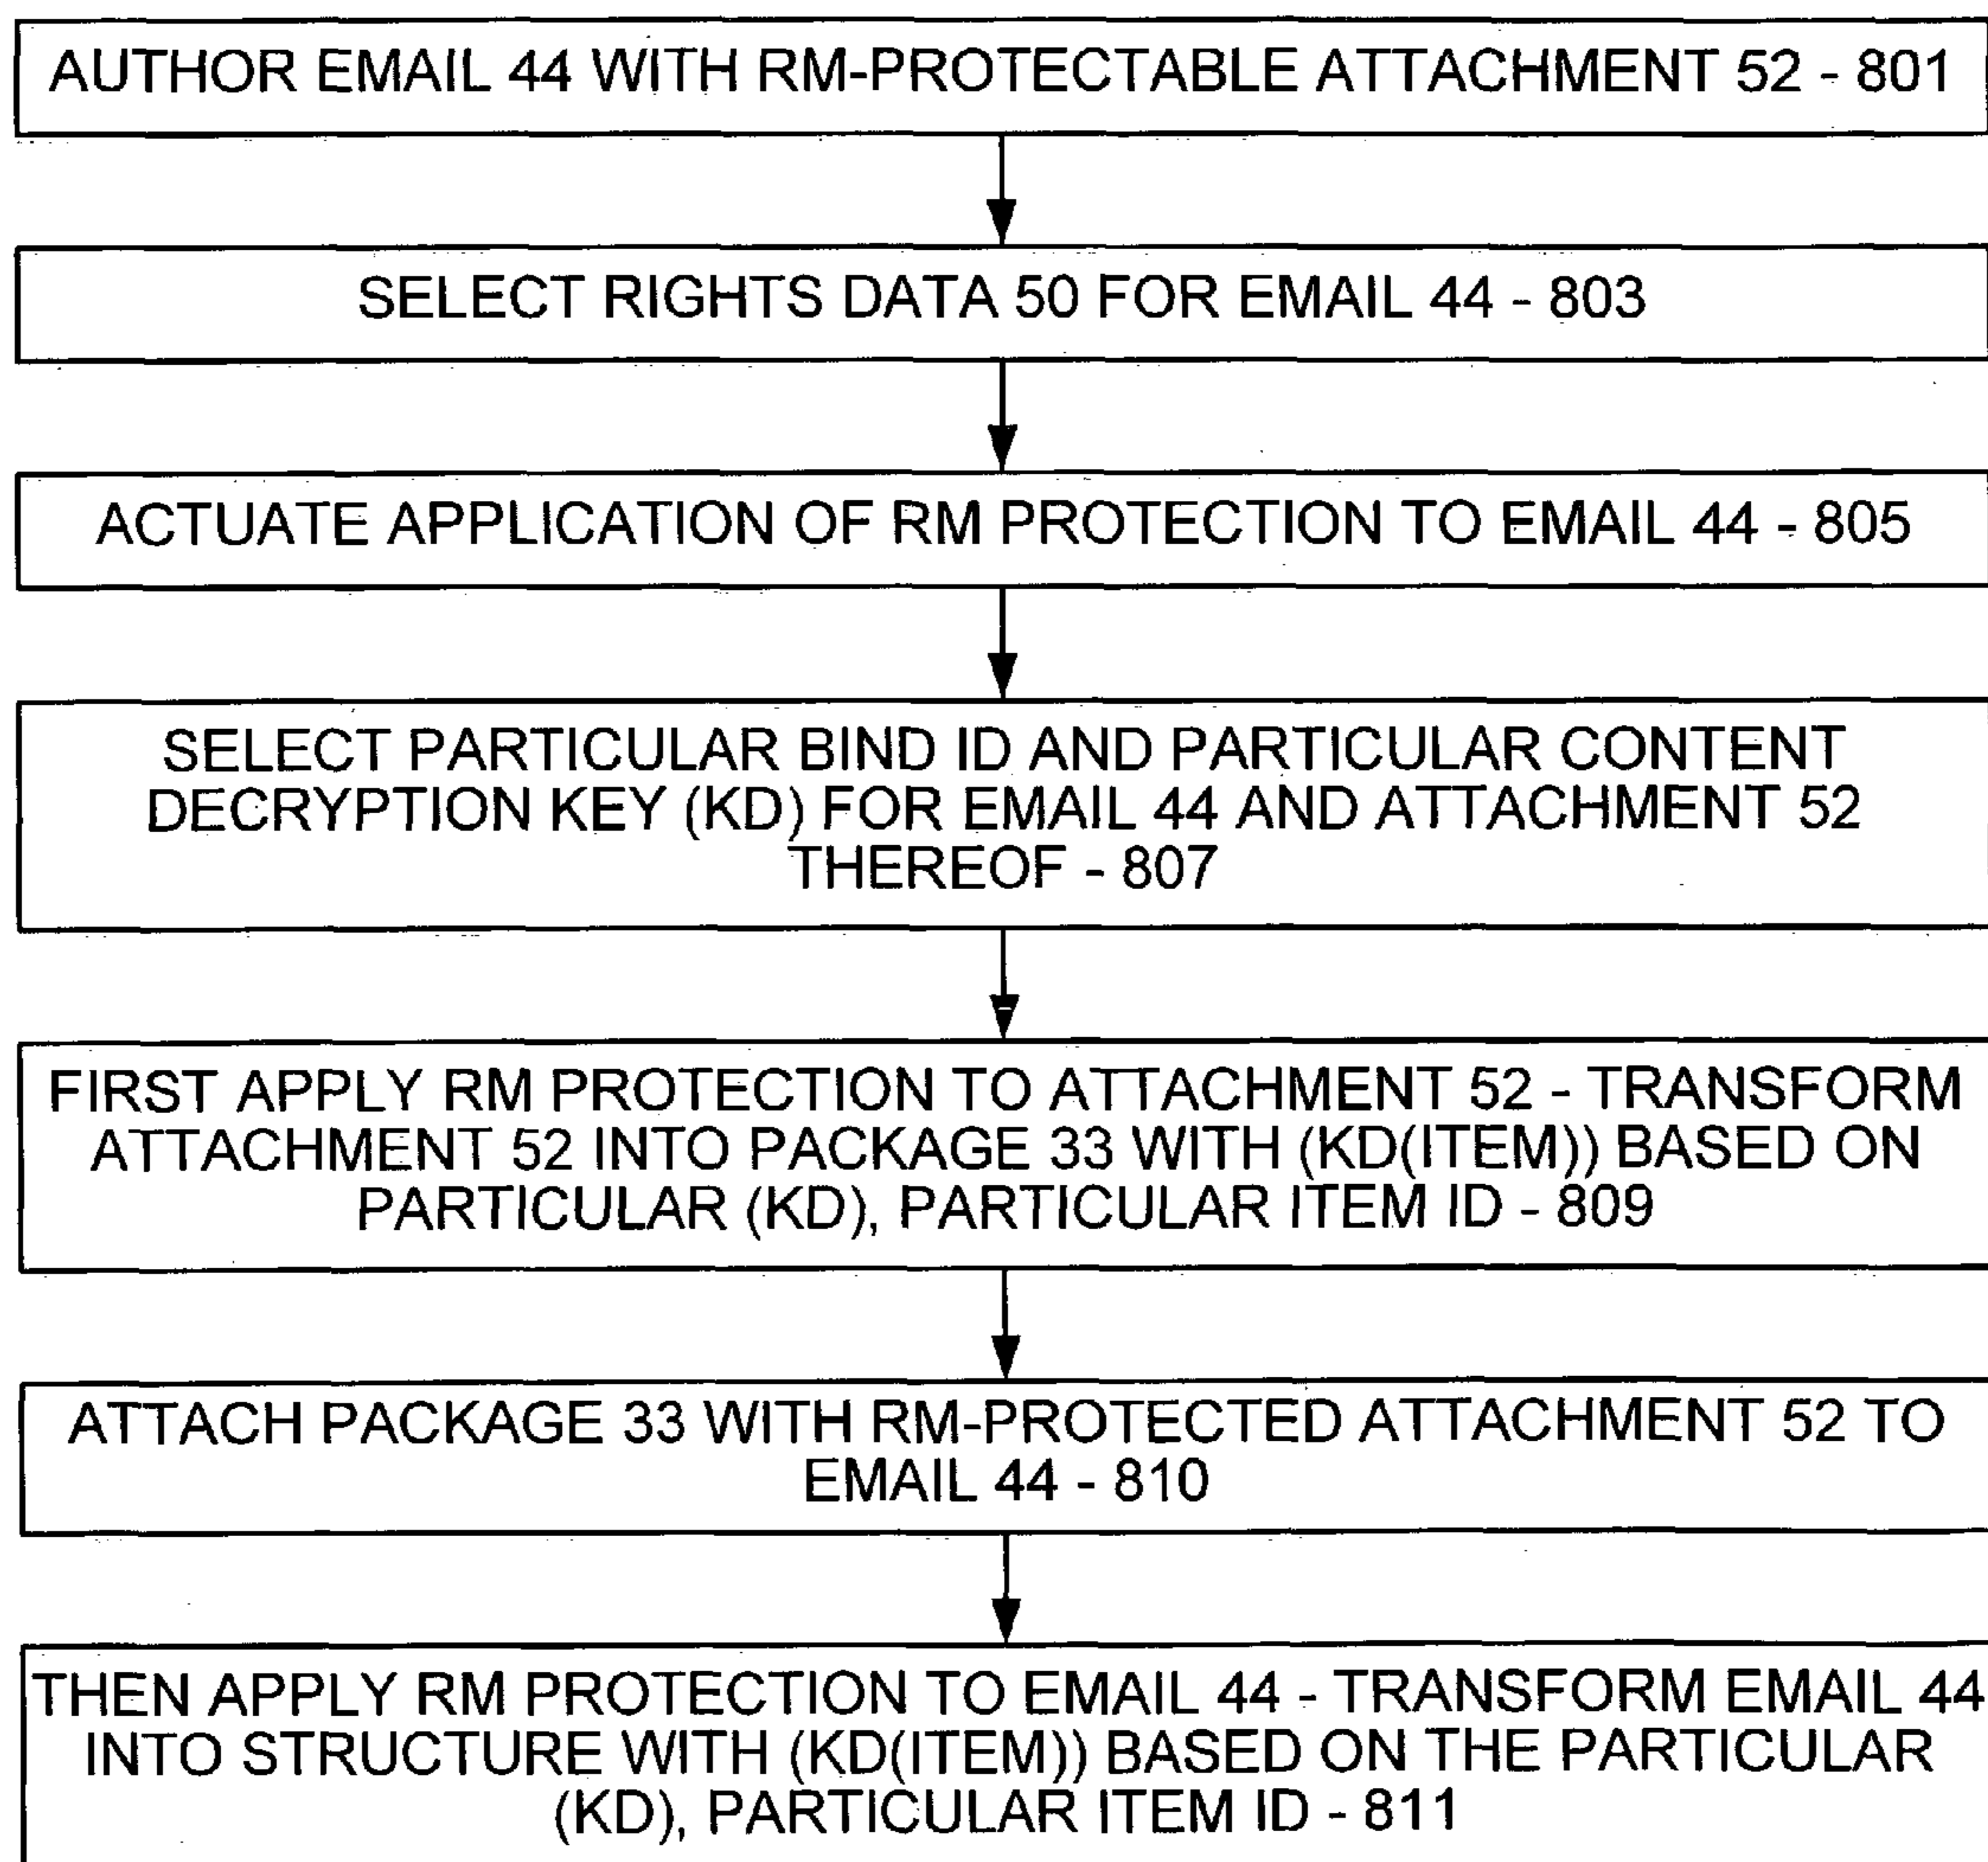 AUTHOR EMAIL 44 WITH RM-PROTECTABLE ATTACHMENT 52 - 801
SELECT RIGHTS DATA 50 FOR EMAIL 44 - 803
ACTUATE APPLICATION OF RM PROTECTION TO EMAIL 44 - 805
SELECT PARTICULAR BIND ID AND PARTICULAR CONTENT
DECRYPTION KEY (KD) FOR EMAIL 44 AND ATTACHMENT 52
THEREOF - 807
FIRST APPLY RM PROTECTION TO ATTACHMENT 52 - TRANSFORM
ATTACHMENT 52 INTO PACKAGE 33 WITH (KD(ITEM)) BASED ON
PARTICULAR (KD), PARTICULAR ITEM ID - 809
ATTACH PACKAGE 33 WITH RM-PROTECTED ATTACHMENT 52 TO
EMAIL 44 - 810
THEN APPLY RM PROTECTION TO EMAIL 44 - TRANSFORM EMAIL 44
INTO STRUCTURE WITH (KD(ITEM)) BASED ON THE PARTICULAR
(KD), PARTICULAR ITEM ID - 811